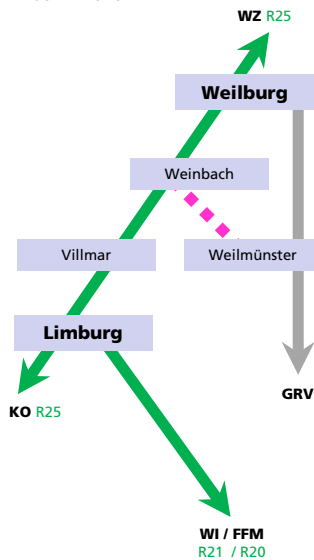 WZ R25
Weilburg
Weinbach
Villmar
Weilmünster
Limburg
GRV
KO R25
WI / FFM
R21 / R20